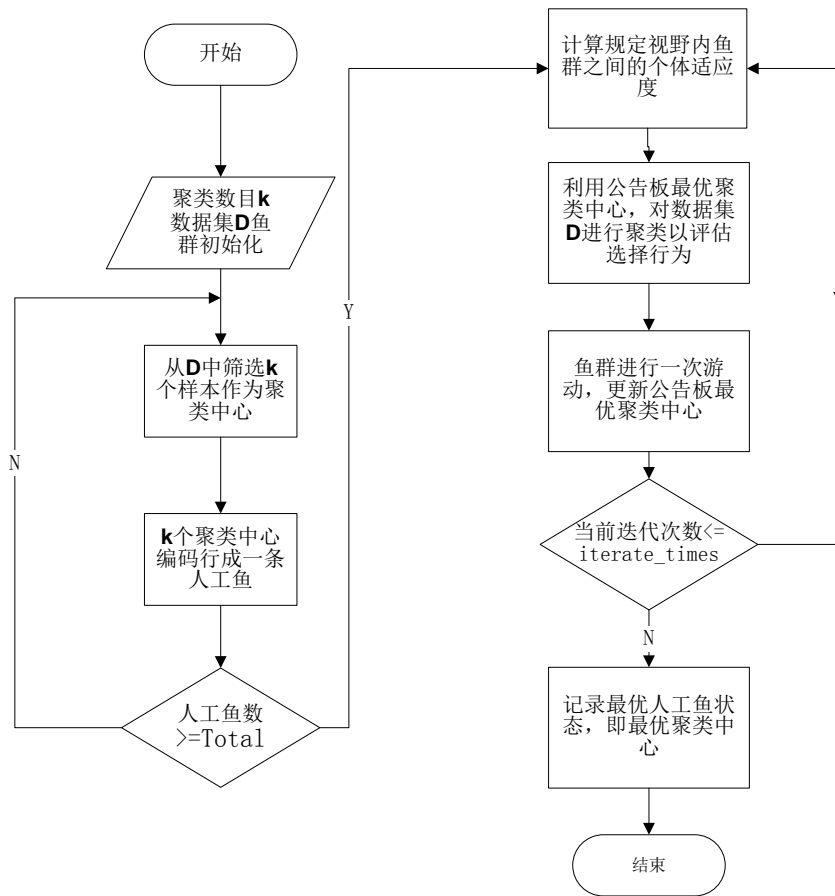 开始
聚类数目k
数据集D鱼
群初始化
从D中筛选k
个样本作为聚
类中心
N
k个聚类中心
编码行成一条
人工鱼
人工鱼数
>=Total
Y
计算规定视野内鱼
群之间的个体适应
度
利用公告板最优聚
类中心，对数据集
D进行聚类以评估
选择行为
鱼群进行一次游
动，更新公告板最
优聚类中心
当前迭代次数<=
iterate_times
N
记录最优人工鱼状
态，即最优聚类中
心
结束